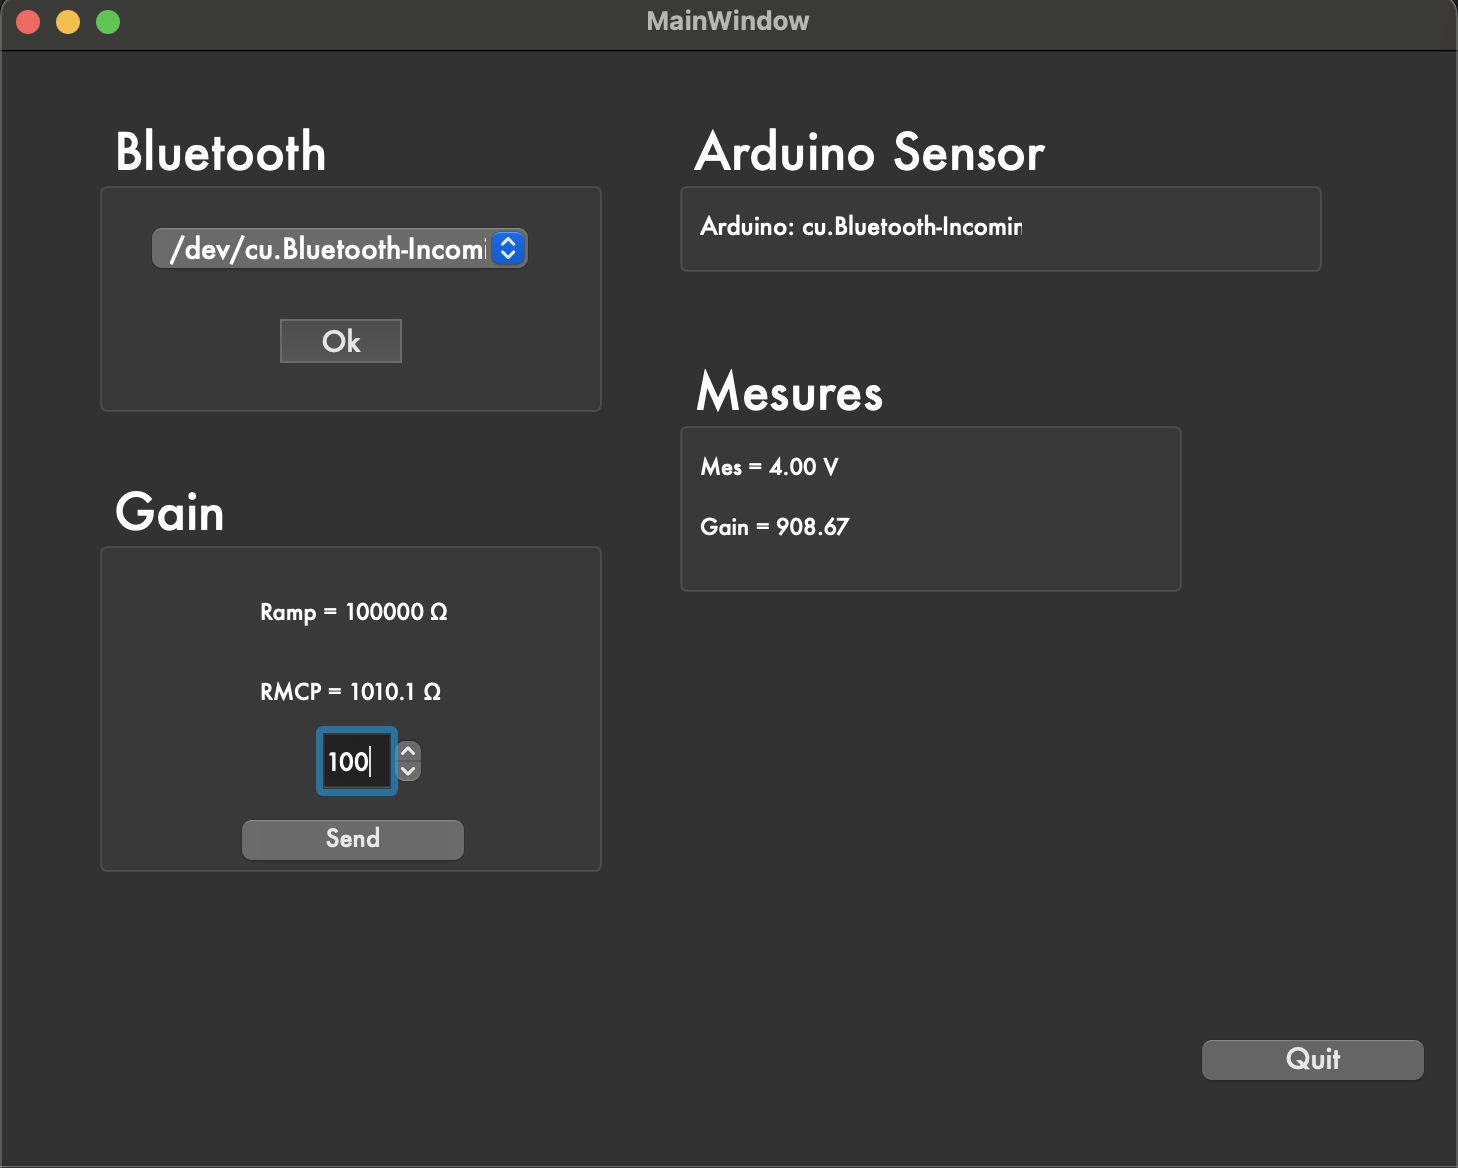 MainWindow
Bluetooth
/dev/cu.Bluetooth-Incomi
Ok
Gain
Ramp = 100000 Ω
RMCP = 1010.1 Ω
100
Send
Arduino Sensor
Arduino: cu.Bluetooth-Incomin
Mesures
Mes = 4.00 V
Gain = 908.67
Quit